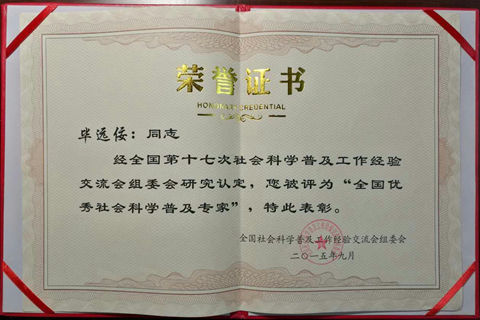 荣誉证书
HONORARY CREDENTIAL
毕远佞：同志
经全国第十七次社会科学普及工作经验
交流会组委会研究认定，您被评为“全国优
秀社会科学普及专家”，特此表彰。
全国社会科学普及工作经验交流会组委会
二〇一五年九月